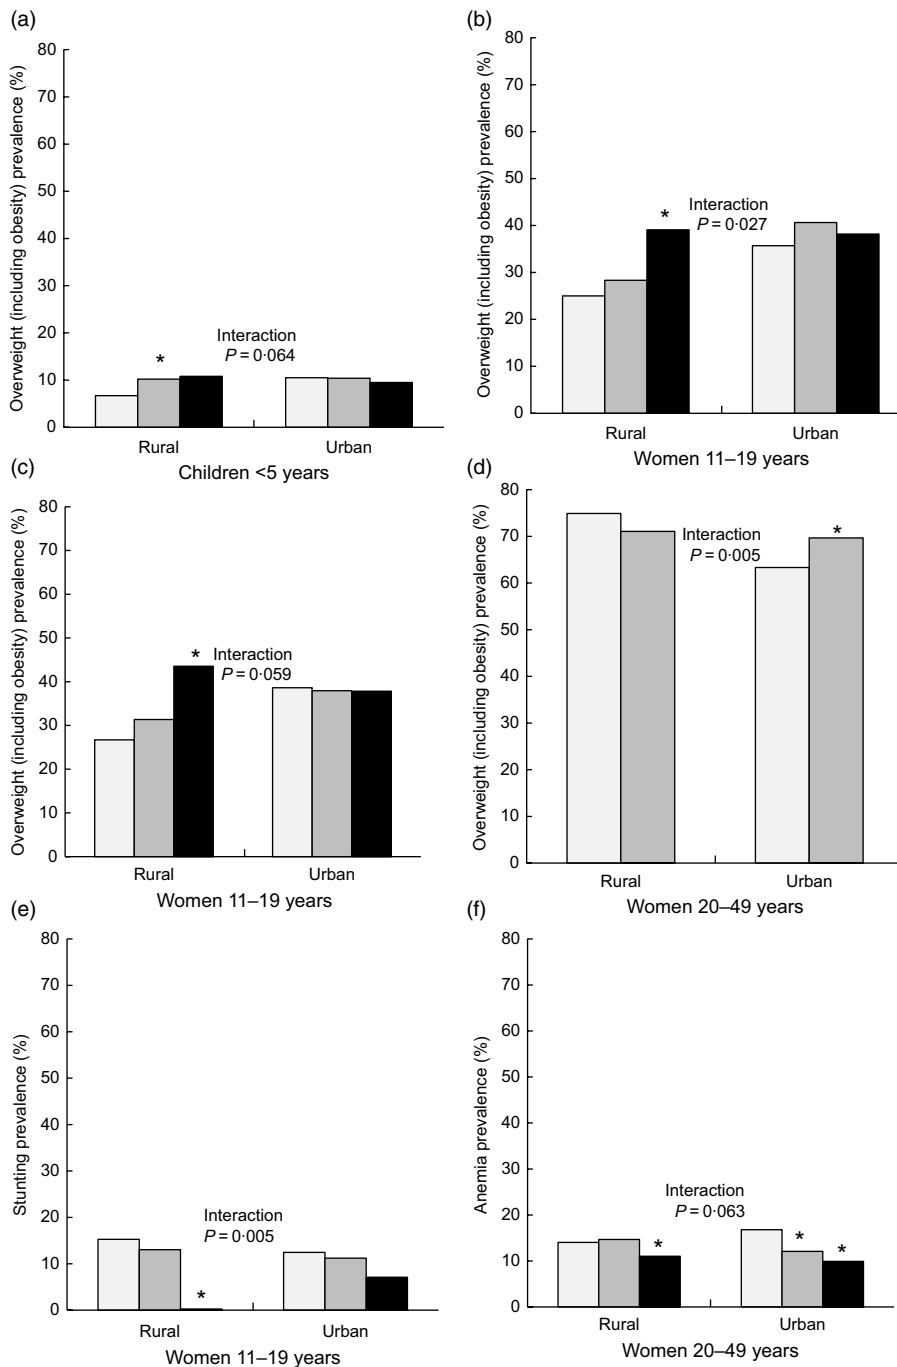 (a)
Overweight (including obesity) prevalence (%)
80
70
60
50
40
30
20
10
0
*
Interaction
P = 0·064
Rural
Urban
Children <5 years
(b)
Overweight (including obesity) prevalence (%)
80
70
60
50
40
30
20
10
0
*
Interaction
P = 0·027
Rural
Urban
Women 11–19 years
(c)
Overweight (including obesity) prevalence (%)
80
70
60
50
40
30
20
10
0
*
Interaction
P = 0·059
Rural
Urban
Women 11–19 years
(d)
Overweight (including obesity) prevalence (%)
80
70
60
50
40
30
20
10
0
Interaction
P = 0·005
*
Rural
Urban
Women 20–49 years
(e)
Stunting prevalence (%)
80
70
60
50
40
30
20
10
0
*
Interaction
P = 0·005
Rural
Urban
Women 11–19 years
(f)
Anemia prevalence (%)
80
70
60
50
40
30
20
10
0
*
Interaction
P = 0·063
*
*
Rural
Urban
Women 20–49 years